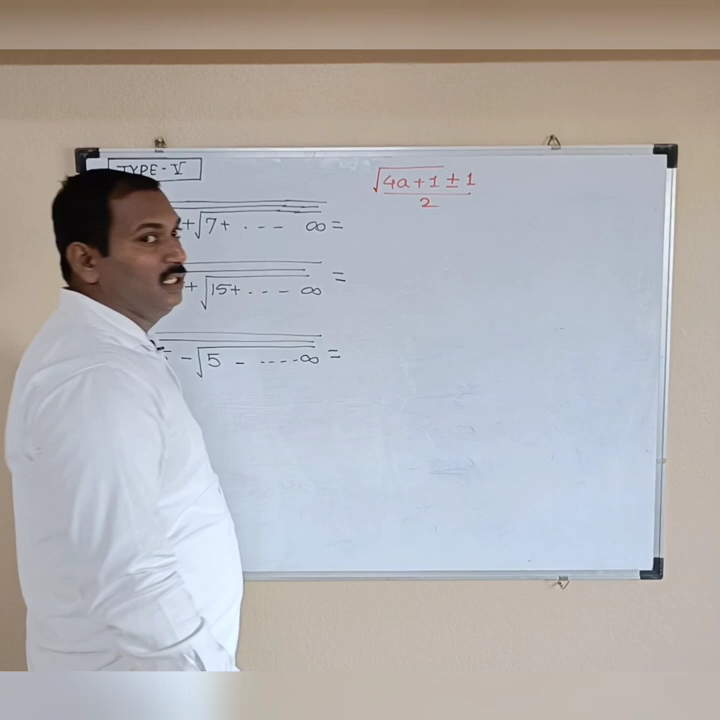 TYPE-V
√4a+1 ± 1
2
+√7+ . - - - ∞ =
+√15+ . - - - ∞ =
-√5 - - - - - ∞ =